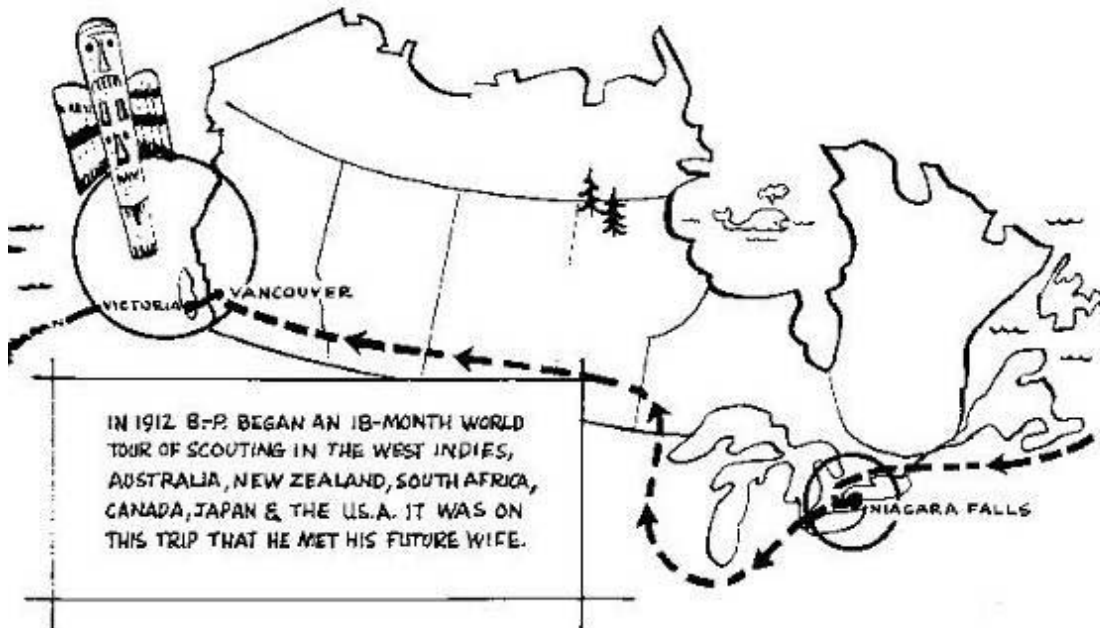 VANCOUVER
VICTORIA
IN 1912 B.-P. BEGAN AN 18-MONTH WORLD
TOUR OF SCOUTING IN THE WEST INDIES,
AUSTRALIA, NEW ZEALAND, SOUTH AFRICA,
CANADA, JAPAN & THE U.S.A. IT WAS ON
THIS TRIP THAT HE MET HIS FUTURE WIFE.
NIAGARA FALLS